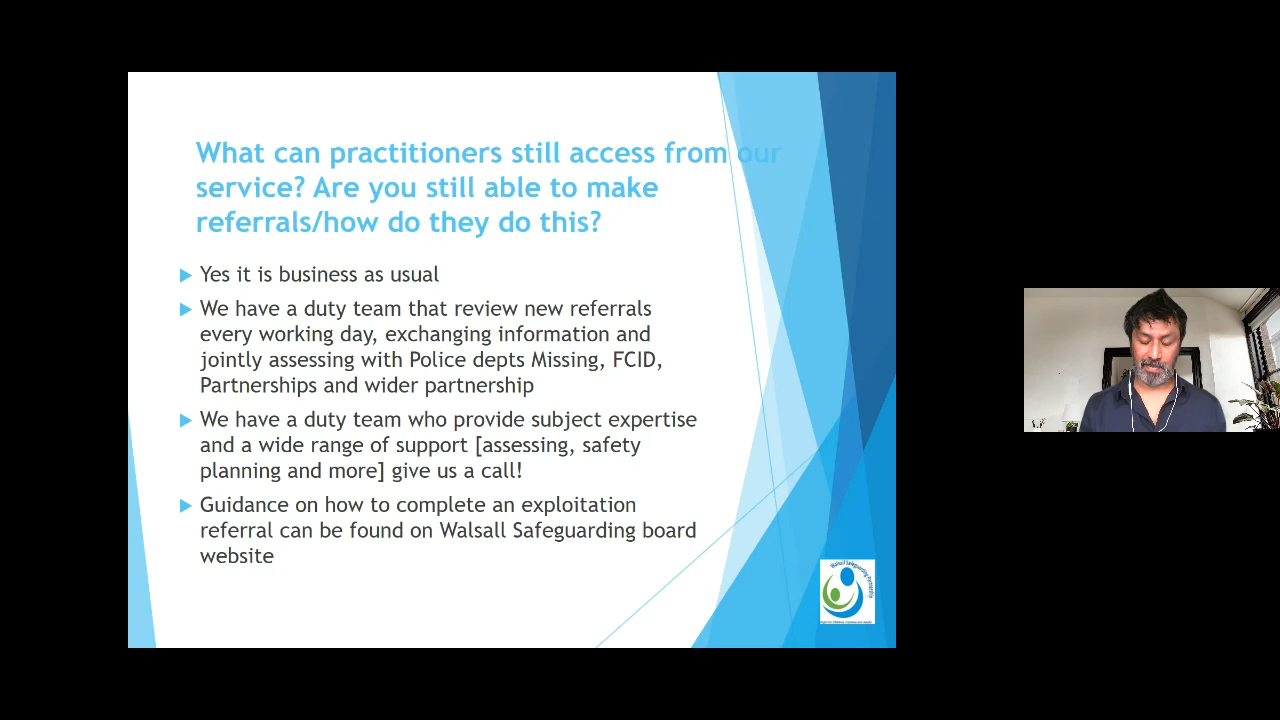 What can practitioners still access from our
service? Are you still able to make
referrals/how do they do this?
Yes it is business as usual
We have a duty team that review new referrals
every working day, exchanging information and
jointly assessing with Police depts Missing, FCID,
Partnerships and wider partnership
We have a duty team who provide subject expertise
and a wide range of support [assessing, safety
planning and more] give us a call!
Guidance on how to complete an exploitation
referral can be found on Walsall Safeguarding board
website
Walsall Safeguarding Partnership